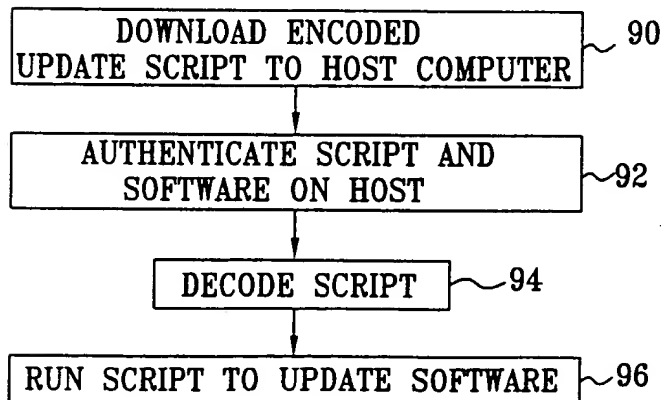 DOWNLOAD ENCODED
UPDATE SCRIPT TO HOST COMPUTER
90
AUTHENTICATE SCRIPT AND
SOFTWARE ON HOST
92
DECODE SCRIPT
94
RUN SCRIPT TO UPDATE SOFTWARE
96